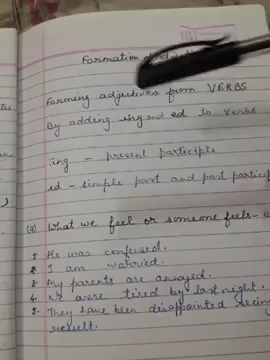 Formation of
Forming adjectives from VERBS
By adding ing and ed to verbs
ing - present participle
ed - simple past and past particip
(a) What we feel or someone feels-
1. He was confused.
2. I am worried.
3. My parents are annoyed.
4. were tired by last night.
5. They have been disappointed seeing
result.